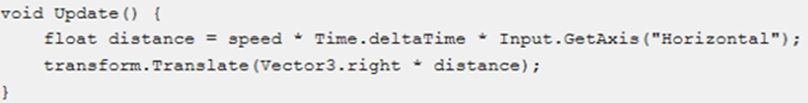 void Update() {
    float distance = speed * Time.deltaTime * Input.GetAxis("Horizontal");
    transform.Translate(Vector3.right * distance);
}